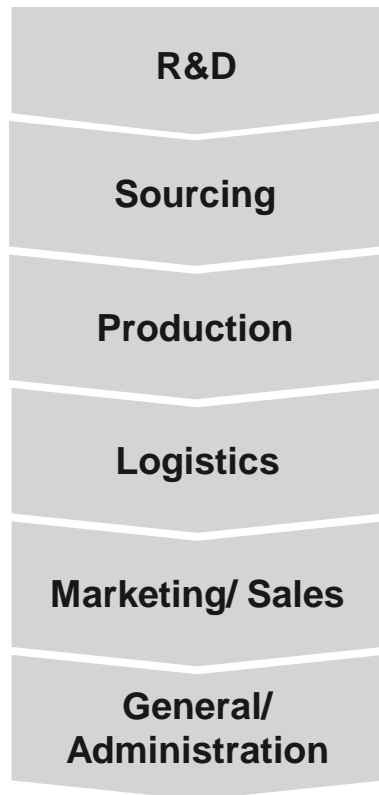 R&D
Sourcing
Production
Logistics
Marketing/ Sales
General/
Administration